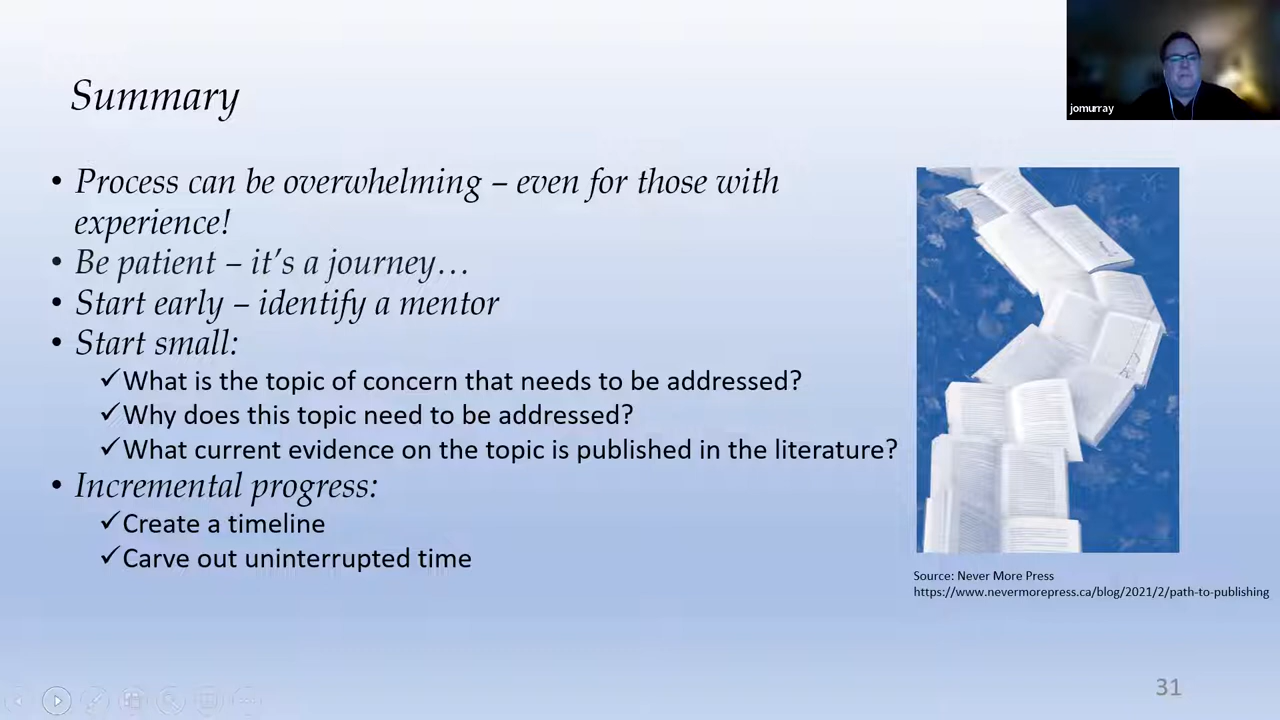 jomurray
Summary
• Process can be overwhelming – even for those with
experience!
• Be patient – it’s a journey…
• Start early – identify a mentor
• Start small:
✓What is the topic of concern that needs to be addressed?
✓Why does this topic need to be addressed?
✓What current evidence on the topic is published in the literature?
• Incremental progress:
✓Create a timeline
✓Carve out uninterrupted time
Source: Never More Press
https://www.nevermorepress.ca/blog/2021/2/path-to-publishing
31